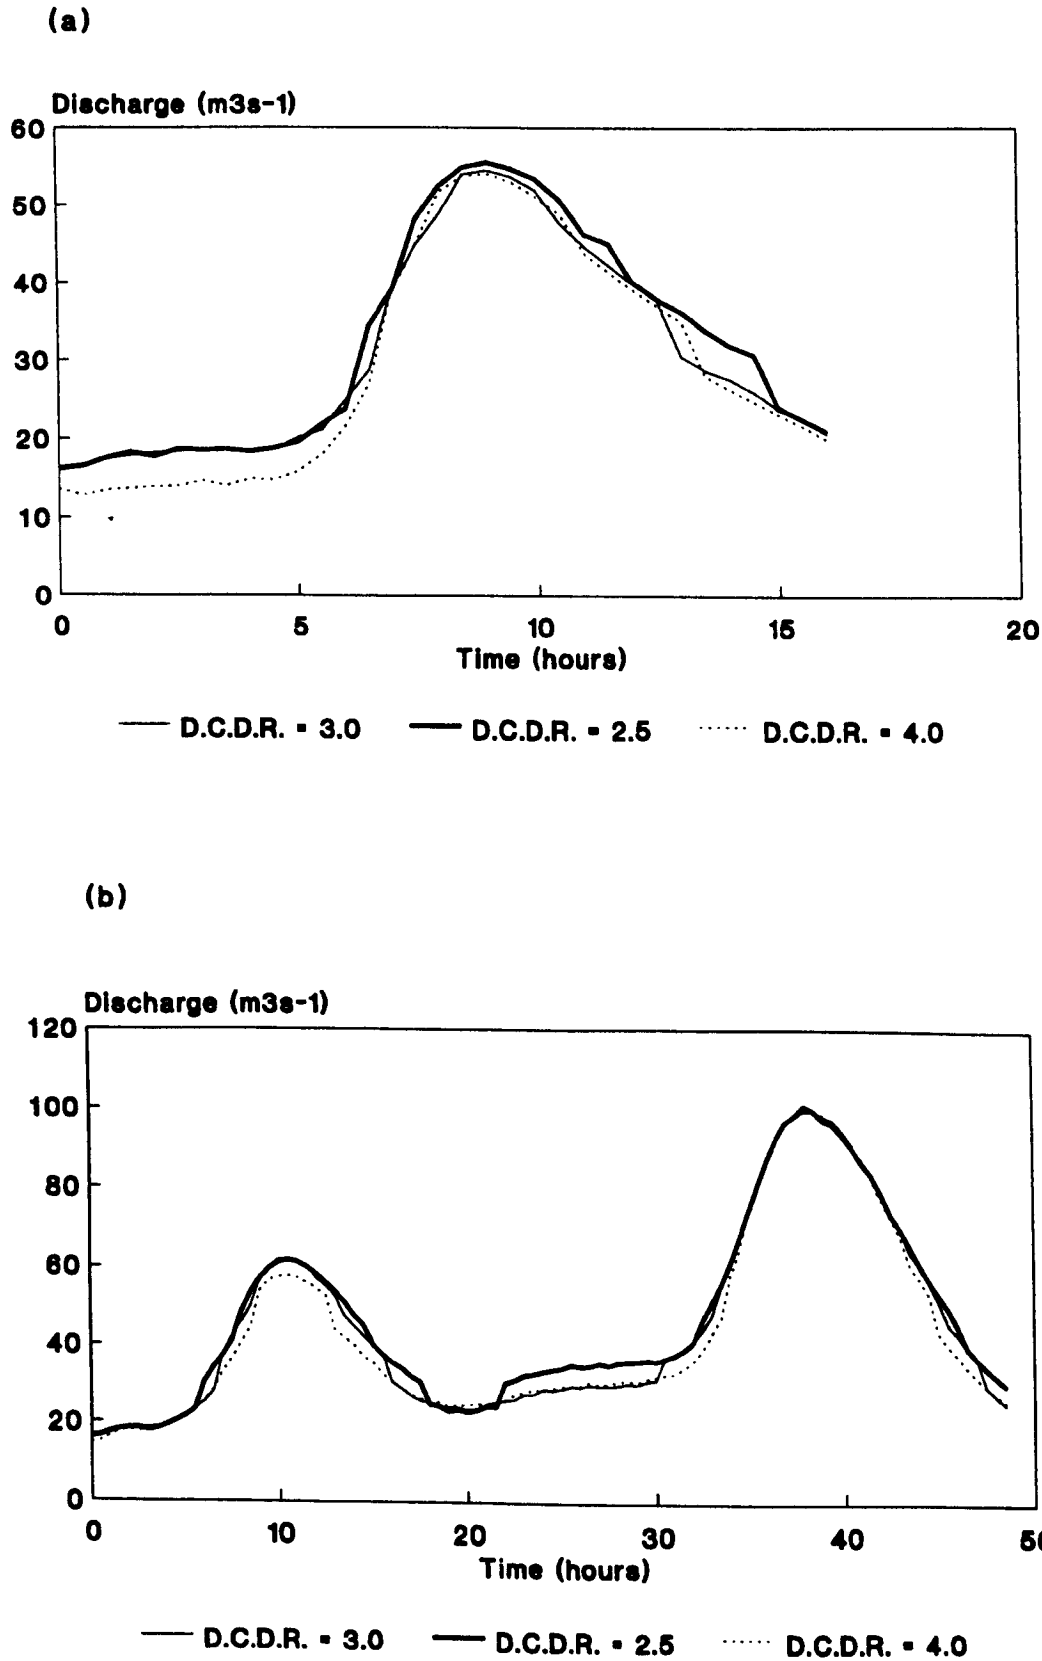 (a)
Discharge (m3s-1)
60
50
40
30
20
10
0
0 5 10 15 20
Time (hours)
D.C.D.R. = 3.0 D.C.D.R. = 2.5 D.C.D.R. = 4.0
(b)
Discharge (m3s-1)
120
100
80
60
40
20
0
0 10 20 30 40 50
Time (hours)
D.C.D.R. = 3.0 D.C.D.R. = 2.5 D.C.D.R. = 4.0